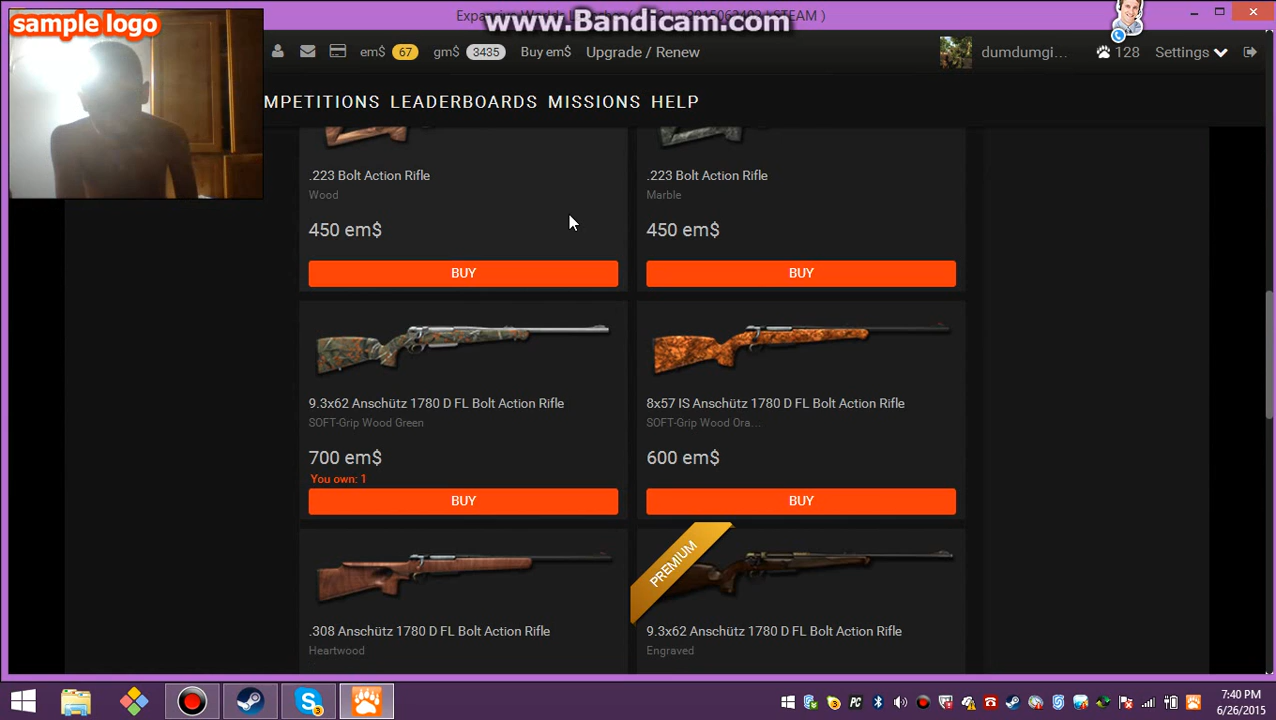 sample logo
www.Bandicam.com
STEAM )
em$ 67 gm$ 3435 Buy em$ Upgrade / Renew
dumdumgi... 128 Settings
MPETITIONS LEADERBOARDS MISSIONS HELP
.223 Bolt Action Rifle
Wood
450 em$
BUY
.223 Bolt Action Rifle
Marble
450 em$
BUY
9.3x62 Anschütz 1780 D FL Bolt Action Rifle
SOFT-Grip Wood Green
700 em$
You own: 1
BUY
8x57 IS Anschütz 1780 D FL Bolt Action Rifle
SOFT-Grip Wood Ora...
600 em$
BUY
.308 Anschütz 1780 D FL Bolt Action Rifle
Heartwood
PREMIUM
9.3x62 Anschütz 1780 D FL Bolt Action Rifle
Engraved
7:40 PM
6/26/2015